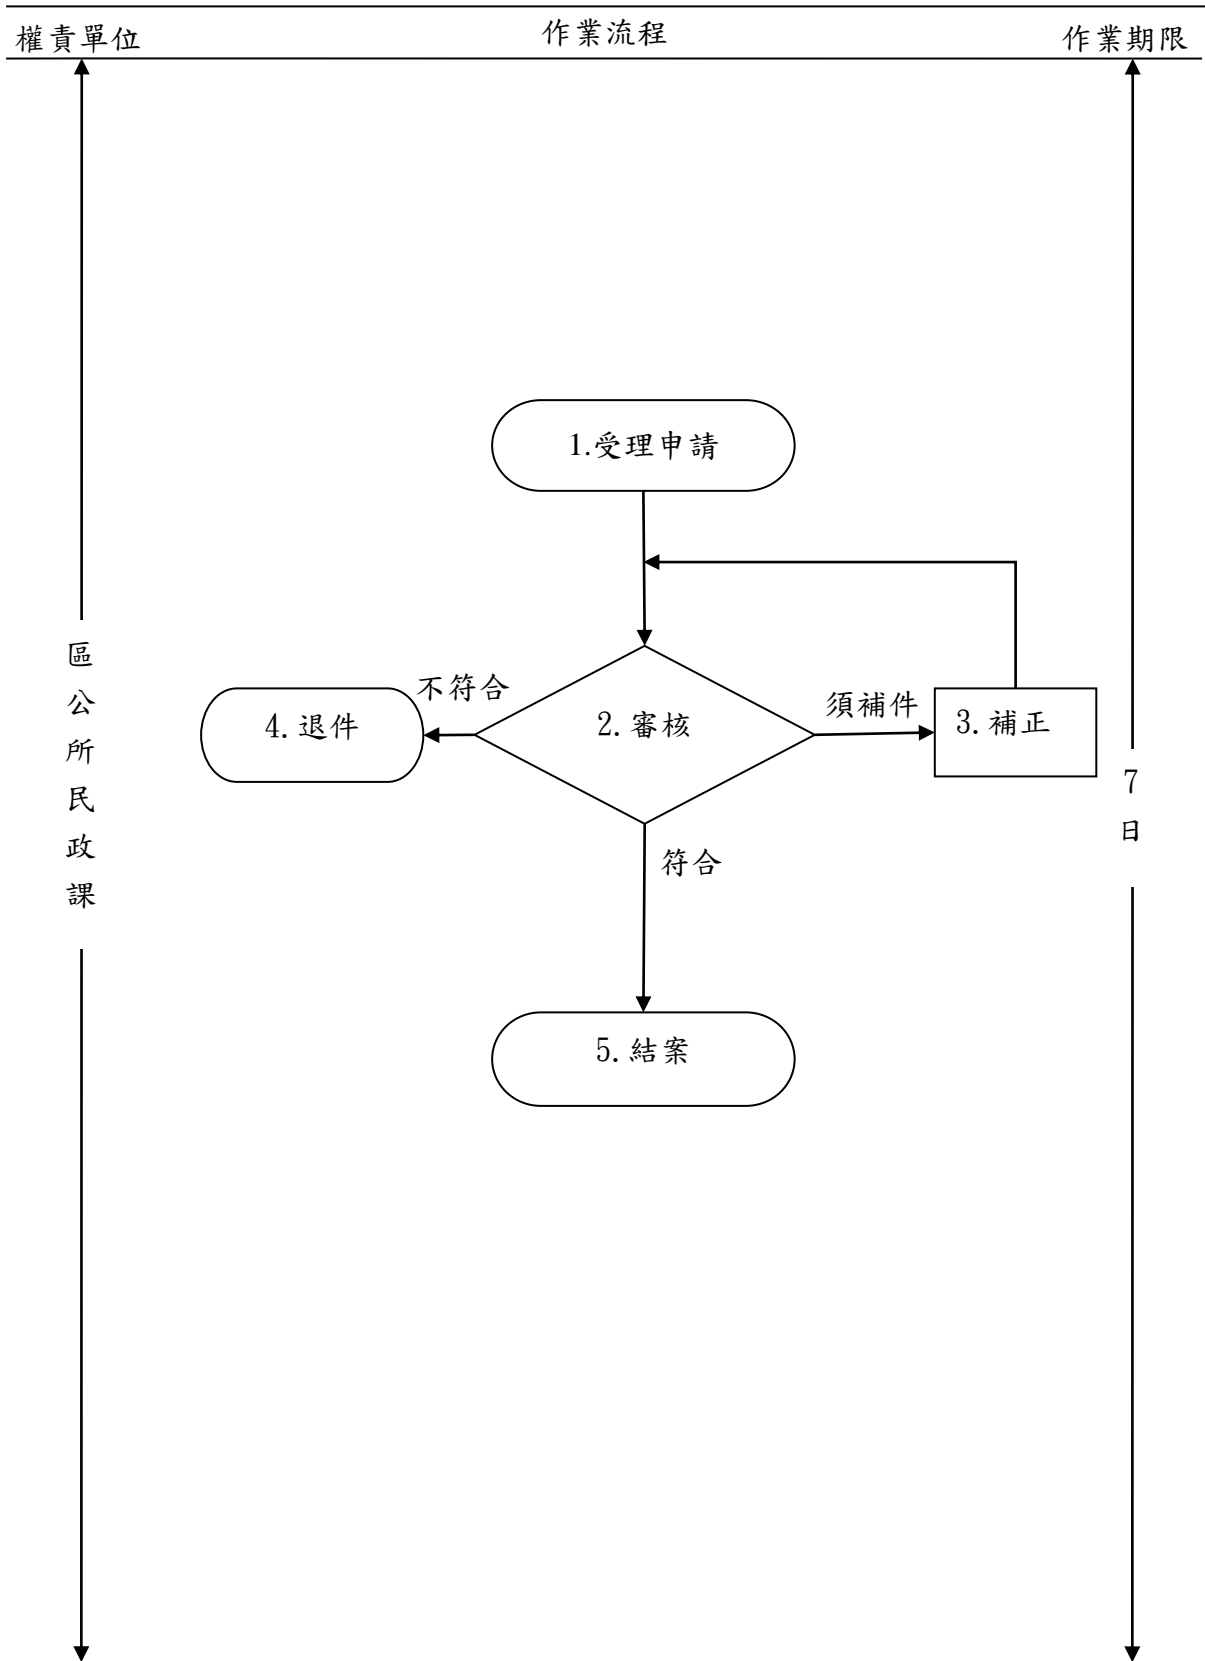 權責單位
作業流程
作業期限
1.受理申請
不符合
4.退件
2.審核
須補件
3.補正
符合
5.結案
區公所民政課
7日